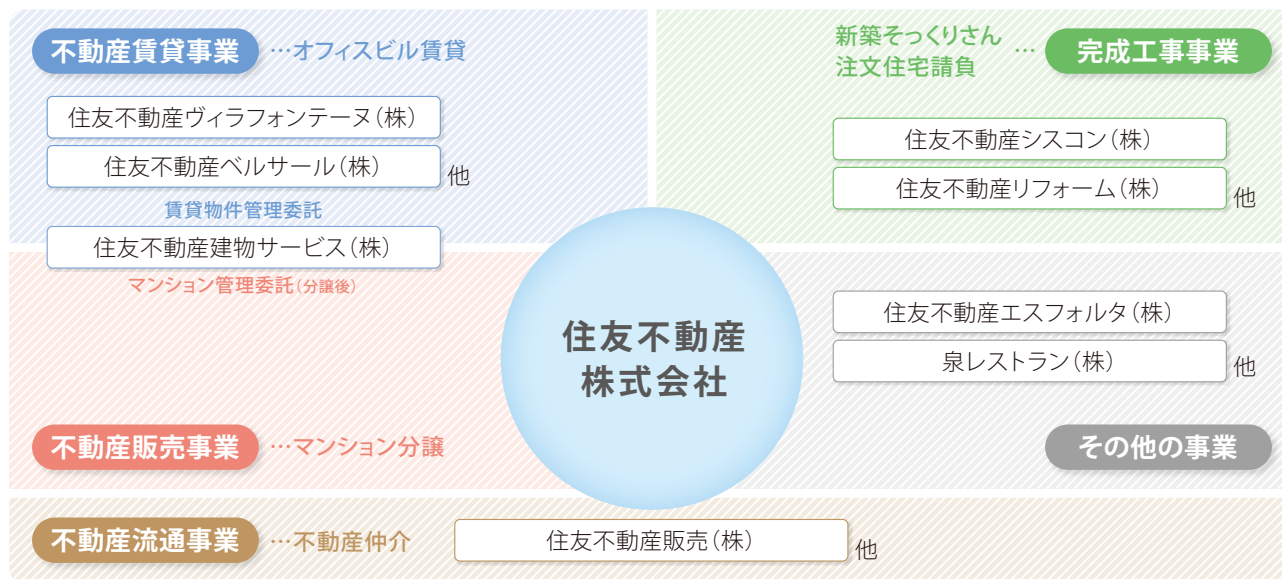 不動産賃貸事業 …オフィスビル賃貸
住友不動産ヴィラフォンテーヌ(株)
住友不動産ベルサール(株) 他
賃貸物件管理委託
住友不動産建物サービス(株)
マンション管理委託(分譲後)
不動産販売事業 …マンション分譲
新築そっくりさん
注文住宅請負
… 完成工事事業
住友不動産シスコン(株)
住友不動産リフォーム(株) 他
住友不動産
株式会社
住友不動産エスフォルタ(株)
泉レストラン(株) 他
その他の事業
不動産流通事業 …不動産仲介 住友不動産販売(株) 他